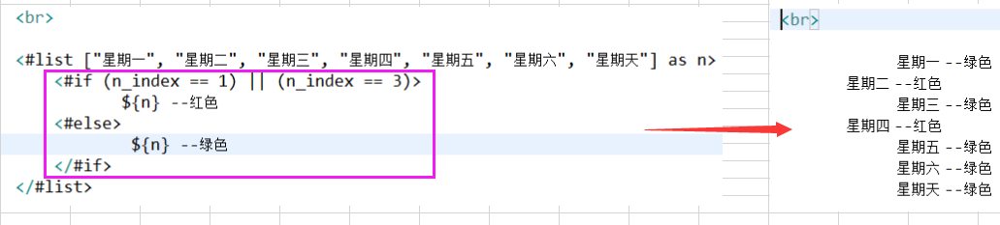 <br>
<#list ["星期一", "星期二", "星期三", "星期四", "星期五", "星期六", "星期天"] as n>
<#if (n_index == 1) || (n_index == 3)>
${n} --红色
<#else>
${n} --绿色
</#if>
</#list>
<br>
星期一 --绿色
星期二 --红色
星期三 --绿色
星期四 --红色
星期五 --绿色
星期六 --绿色
星期天 --绿色